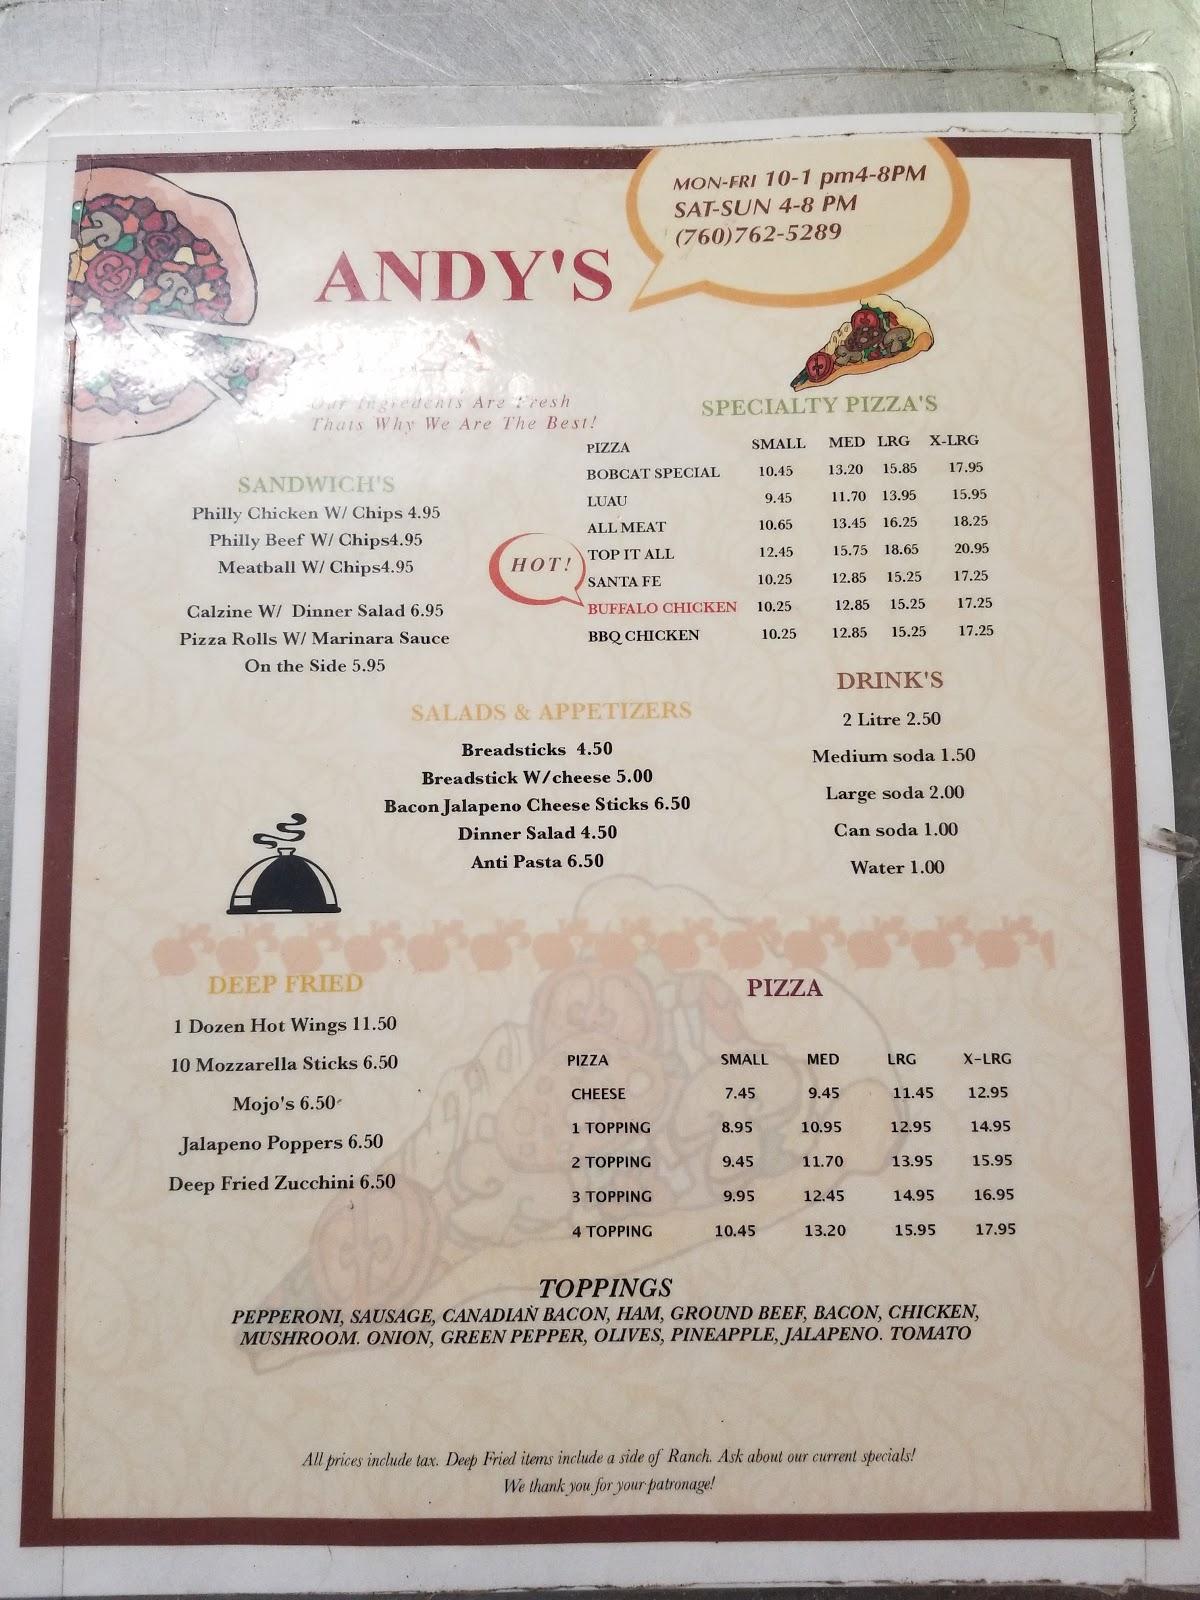 MON-FRI 10-1 pm4-8PM
SAT-SUN 4-8 PM
(760)762-5289
ANDY'S
Our Ingredients Are Fresh
Thats Why We Are The Best!
SANDWICH'S
Philly Chicken W/ Chips 4.95
Philly Beef W/ Chips4.95
Meatball W/ Chips4.95
Calzine W/ Dinner Salad 6.95
Pizza Rolls W/ Marinara Sauce
On the Side 5.95
SPECIALTY PIZZA'S
PIZZA SMALL MED LRG X-LRG
BOBCAT SPECIAL 10.45 13.20 15.85 17.95
LUAU 9.45 11.70 13.95 15.95
ALL MEAT 10.65 13.45 16.25 18.25
TOP IT ALL 12.45 15.75 18.65 20.95
SANTA FE 10.25 12.85 15.25 17.25
HOT!
BUFFALO CHICKEN 10.25 12.85 15.25 17.25
BBQ CHICKEN 10.25 12.85 15.25 17.25
SALADS & APPETIZERS
Breadsticks 4.50
Breadstick W/cheese 5.00
Bacon Jalapeno Cheese Sticks 6.50
Dinner Salad 4.50
Anti Pasta 6.50
DRINK'S
2 Litre 2.50
Medium soda 1.50
Large soda 2.00
Can soda 1.00
Water 1.00
DEEP FRIED
1 Dozen Hot Wings 11.50
10 Mozzarella Sticks 6.50
Mojo's 6.50
Jalapeno Poppers 6.50
Deep Fried Zucchini 6.50
PIZZA
PIZZA SMALL MED LRG X-LRG
CHEESE 7.45 9.45 11.45 12.95
1 TOPPING 8.95 10.95 12.95 14.95
2 TOPPING 9.45 11.70 13.95 15.95
3 TOPPING 9.95 12.45 14.95 16.95
4 TOPPING 10.45 13.20 15.95 17.95
TOPPINGS
PEPPERONI, SAUSAGE, CANADIAN BACON, HAM, GROUND BEEF, BACON, CHICKEN,
MUSHROOM. ONION, GREEN PEPPER, OLIVES, PINEAPPLE, JALAPENO. TOMATO
All prices include tax. Deep Fried items include a side of Ranch. Ask about our current specials!
We thank you for your patronage!